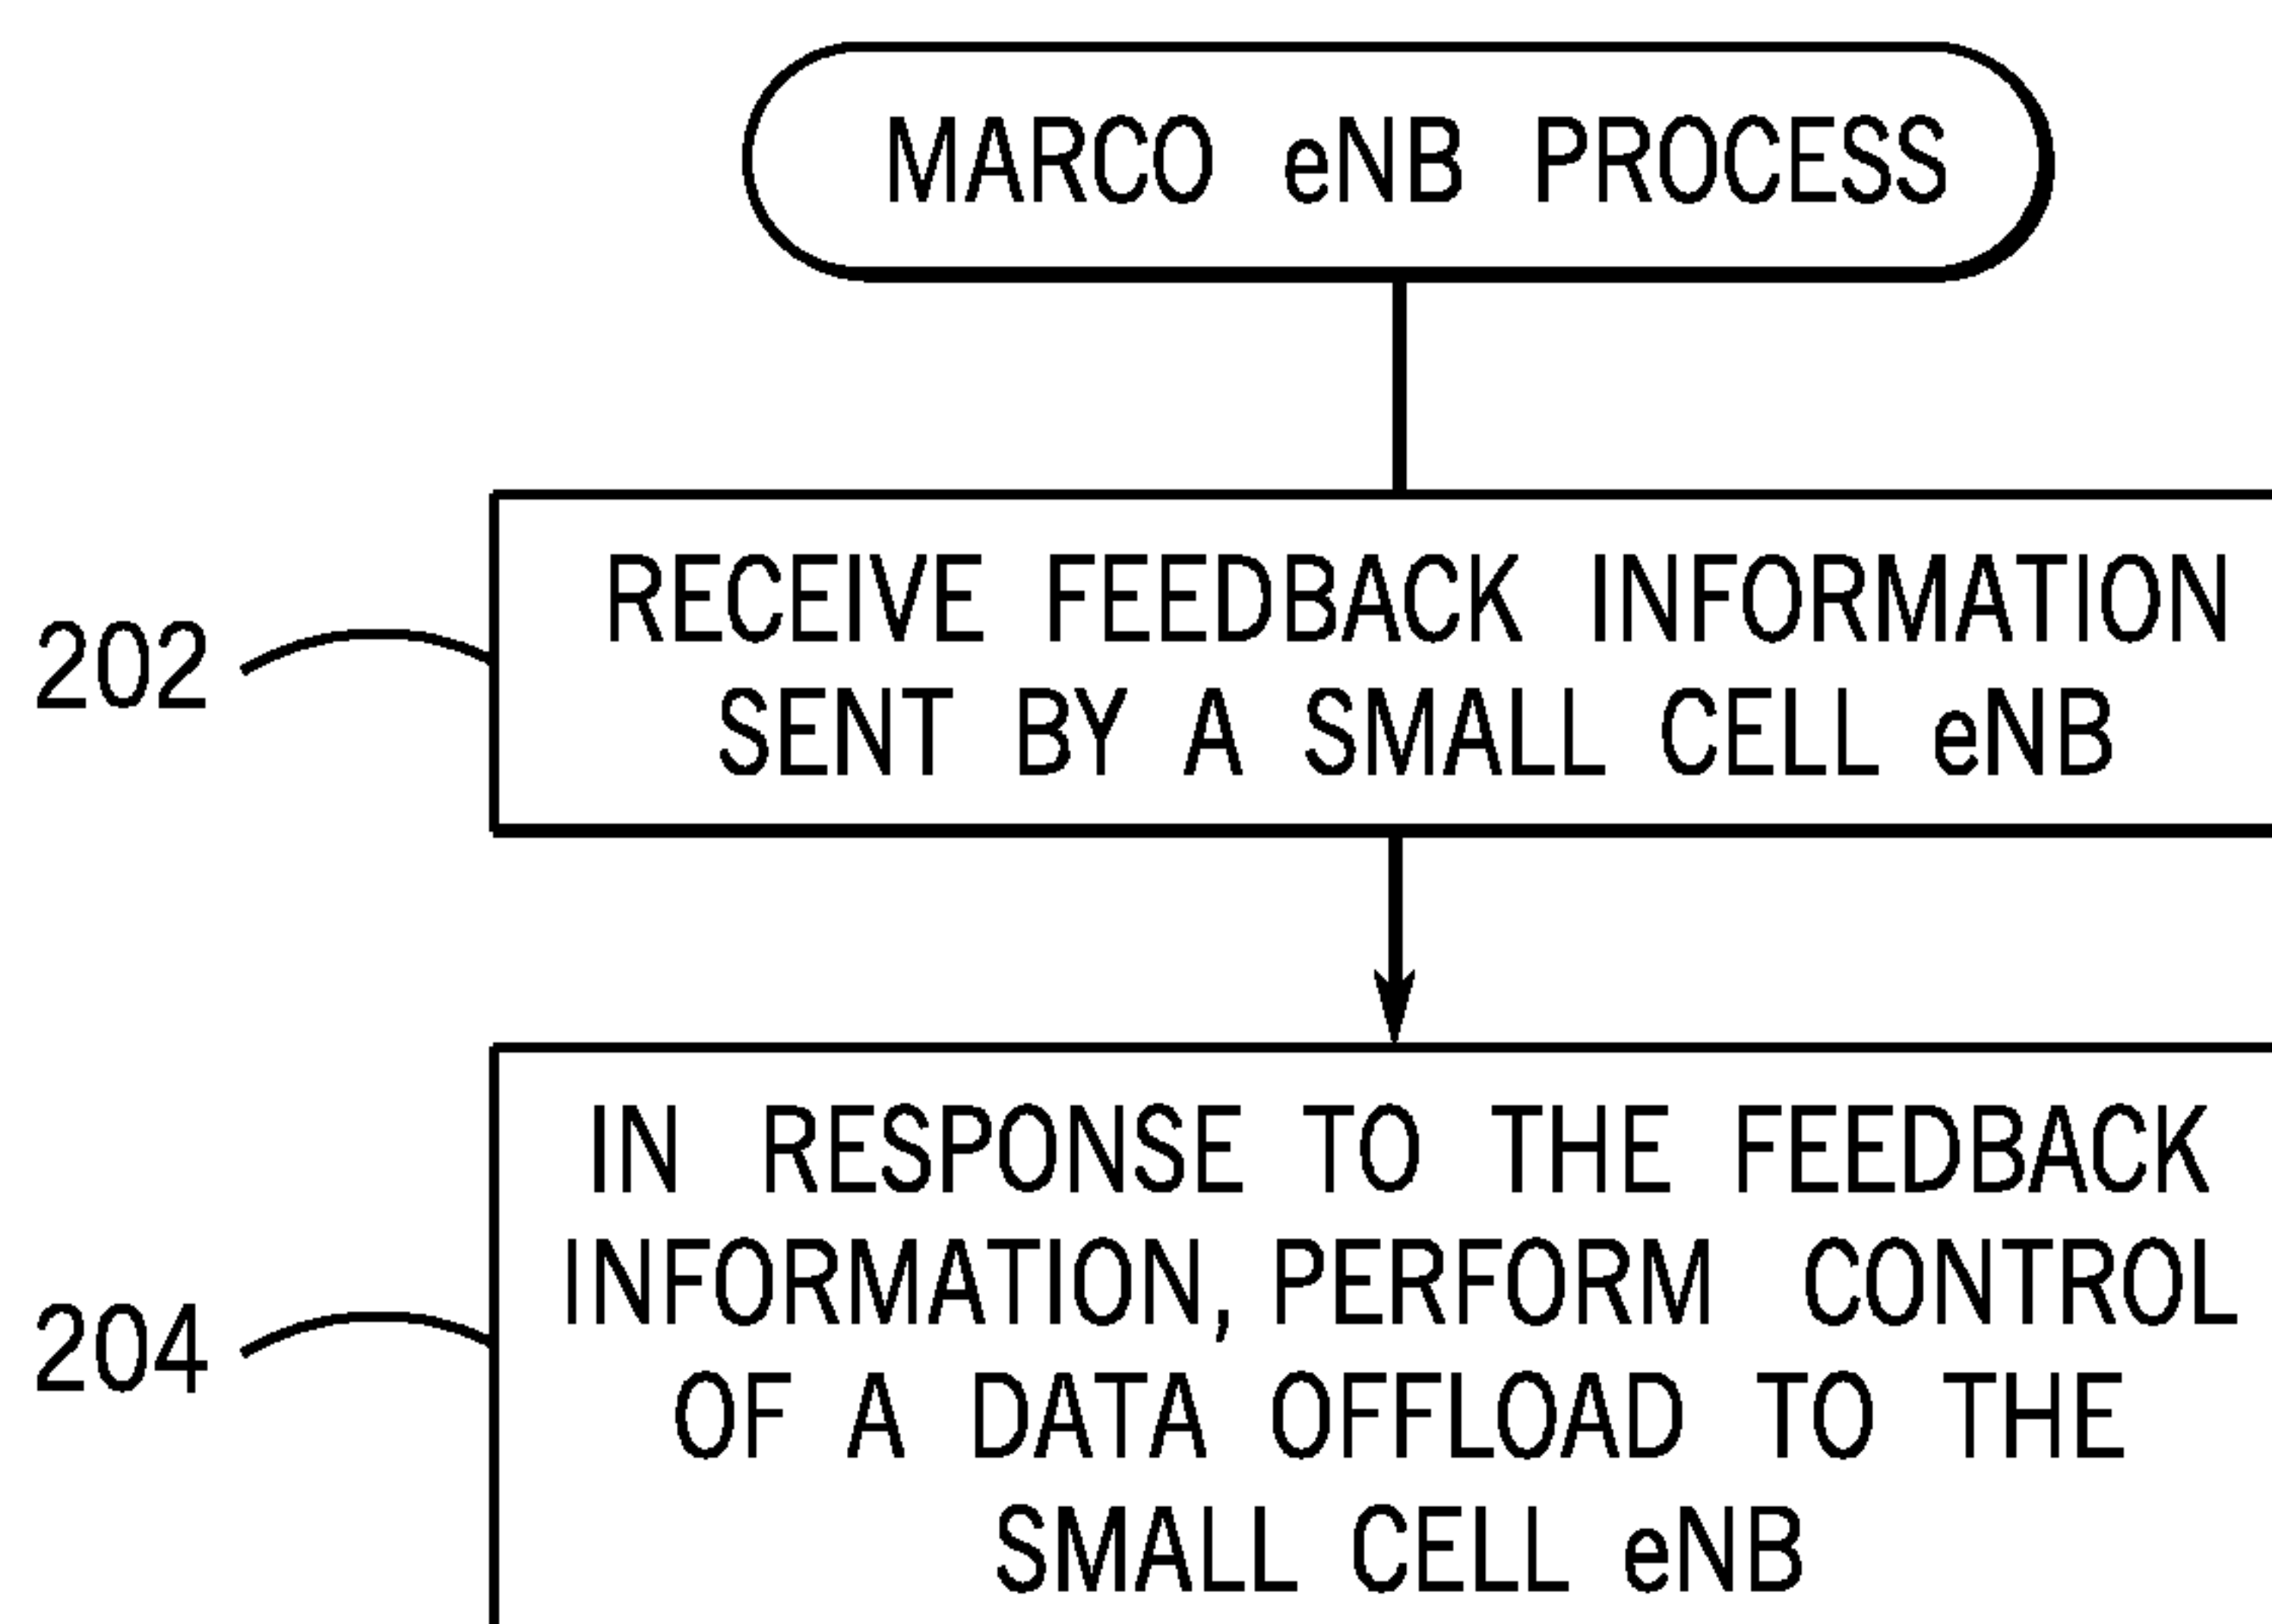 MARCO eNB PROCESS
RECEIVE FEEDBACK INFORMATION
SENT BY A SMALL CELL eNB
202
IN RESPONSE TO THE FEEDBACK
INFORMATION, PERFORM CONTROL
OF A DATA OFFLOAD TO THE
SMALL CELL eNB
204